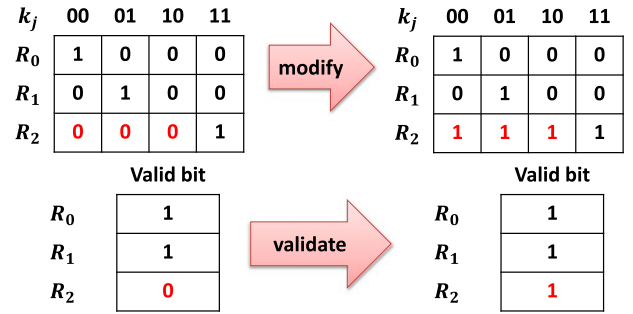 kj 00 01 10 11 kj 00 01 10 11
R0 1 0 0 0 modify R0 1 0 0 0
R1 0 1 0 0 R1 0 1 0 0
R2 0 0 0 1 R2 1 1 1 1
Valid bit Valid bit
R0 1 R0 1
R1 1 validate R1 1
R2 0 R2 1